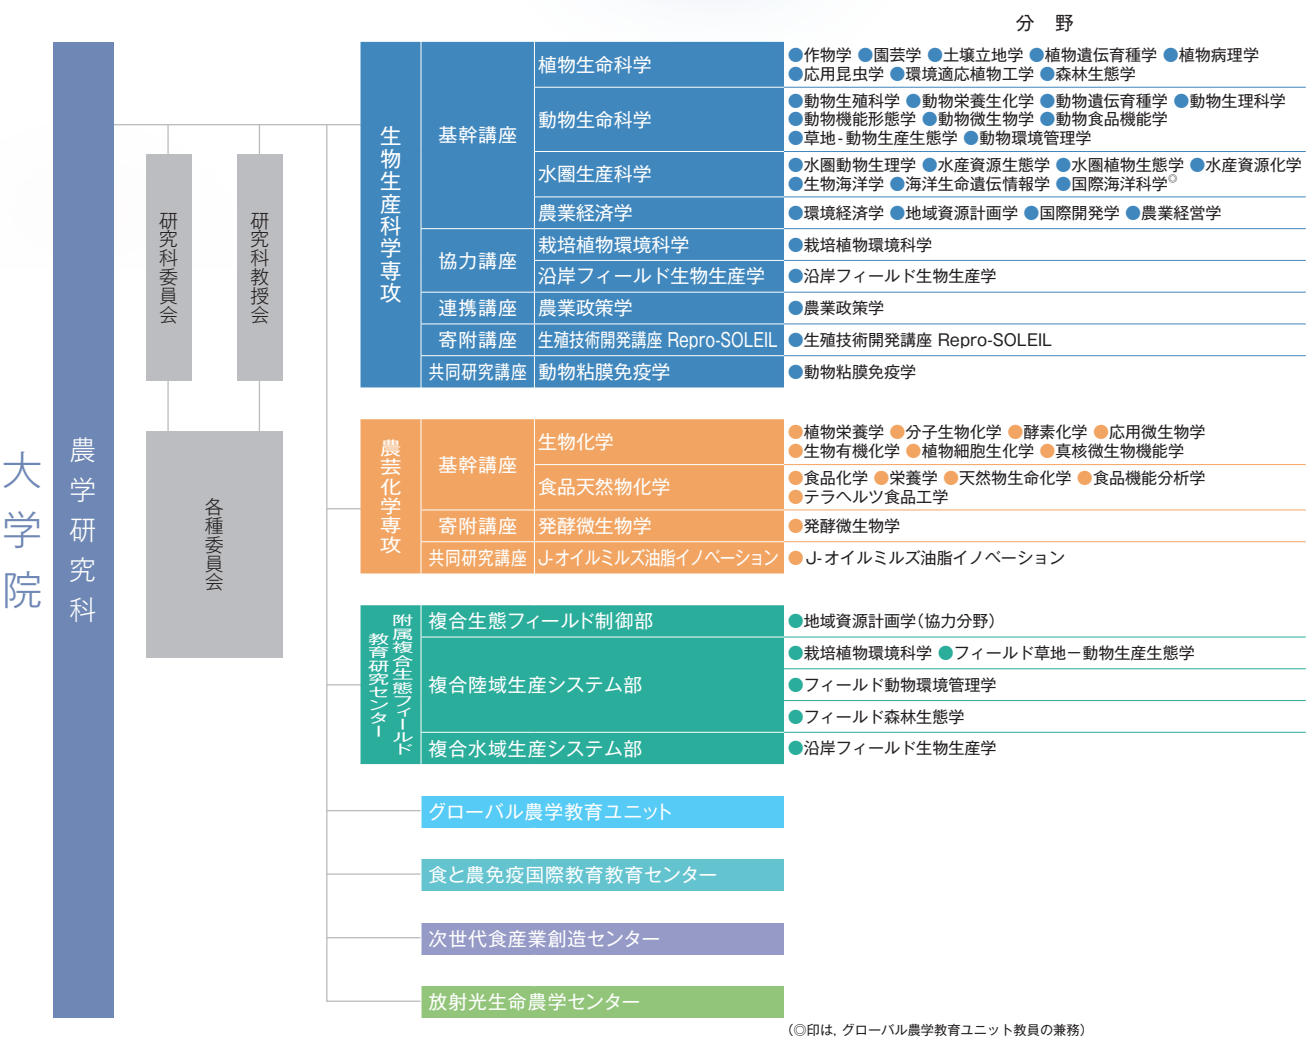 分 野
大学院
農学研究科
研究科委員会
研究科教授会
各種委員会
生物生産科学専攻
基幹講座
植物生命科学
●作物学 ●園芸学 ●土壌立地学 ●植物遺伝育種学 ●植物病理学
●応用昆虫学 ●環境適応植物工学 ●森林生態学
動物生命科学
●動物生殖科学 ●動物栄養生化学 ●動物遺伝育種学 ●動物生理科学
●動物機能形態学 ●動物微生物学 ●動物食品機能学
●草地-動物生産生態学 ●動物環境管理学
水圏生産科学
●水圏動物生理学 ●水産資源生態学 ●水圏植物生態学 ●水産資源化学
●生物海洋学 ●海洋生命遺伝情報学 ●国際海洋科学◎
農業経済学
●環境経済学 ●地域資源計画学 ●国際開発学 ●農業経営学
協力講座
栽培植物環境科学
●栽培植物環境科学
沿岸フィールド生物生産学
●沿岸フィールド生物生産学
連携講座
農業政策学
●農業政策学
寄附講座
生殖技術開発講座 Repro-SOLEIL
●生殖技術開発講座 Repro-SOLEIL
共同研究講座
動物粘膜免疫学
●動物粘膜免疫学
農芸化学専攻
基幹講座
生物化学
●植物栄養学 ●分子生物化学 ●酵素化学 ●応用微生物学
●生物有機化学 ●植物細胞生化学 ●真核微生物機能学
食品天然物化学
●食品化学 ●栄養学 ●天然物生命化学 ●食品機能分析学
●テラヘルツ食品工学
寄附講座
発酵微生物学
●発酵微生物学
共同研究講座
J-オイルミルズ油脂イノベーション
●J-オイルミルズ油脂イノベーション
附属複合生態フィールド
教育研究センター
複合生態フィールド制御部
●地域資源計画学(協力分野)
複合陸域生産システム部
●栽培植物環境科学 ●フィールド草地ー動物生産生態学
●フィールド動物環境管理学
●フィールド森林生態学
複合水域生産システム部
●沿岸フィールド生物生産学
グローバル農学教育ユニット
食と農免疫国際教育教育センター
次世代食産業創造センター
放射光生命農学センター
(◎印は, グローバル農学教育ユニット教員の兼務)